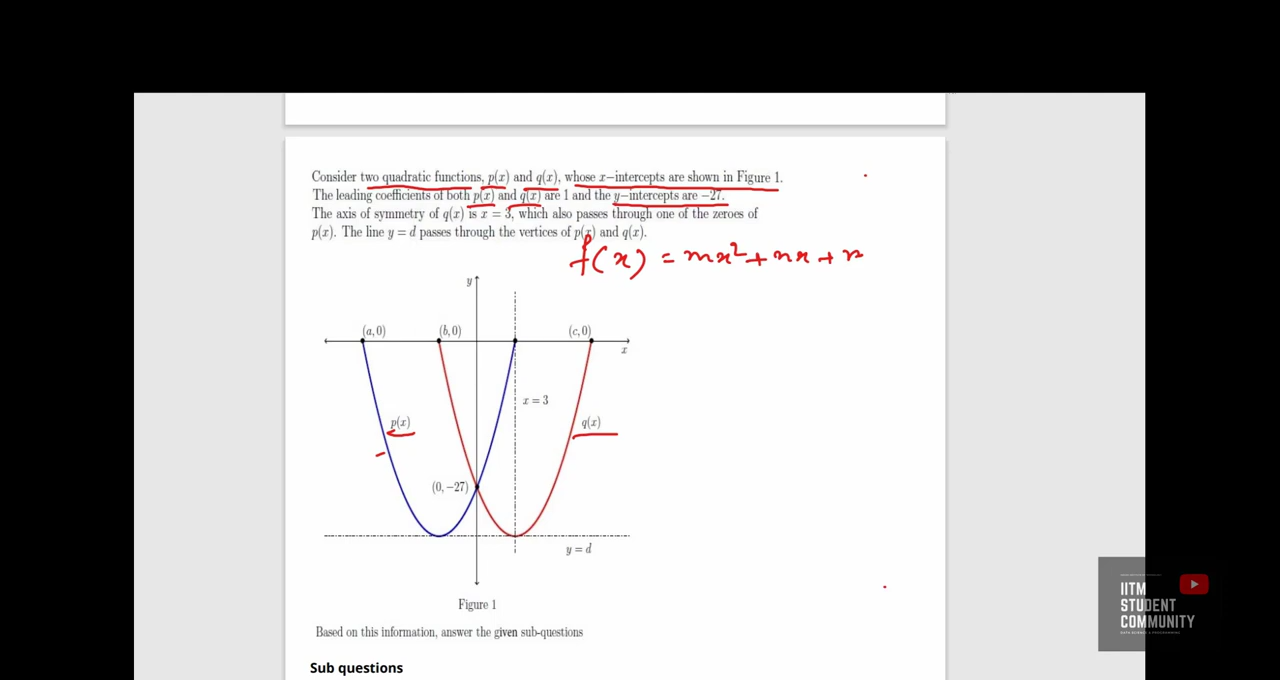 Consider two quadratic functions, p(x) and q(x), whose x−intercepts are shown in Figure 1.
The leading coefficients of both p(x) and q(x) are 1 and the y−intercepts are −27.
The axis of symmetry of q(x) is x = 3, which also passes through one of the zeroes of
p(x). The line y = d passes through the vertices of p(x) and q(x).
f(x) = mx² + nx + r
y
(a, 0)
(b, 0)
(c, 0)
x
x = 3
p(x)
q(x)
(0, −27)
y = d
Figure 1
Based on this information, answer the given sub-questions
Sub questions
IITM
STUDENT
COMMUNITY